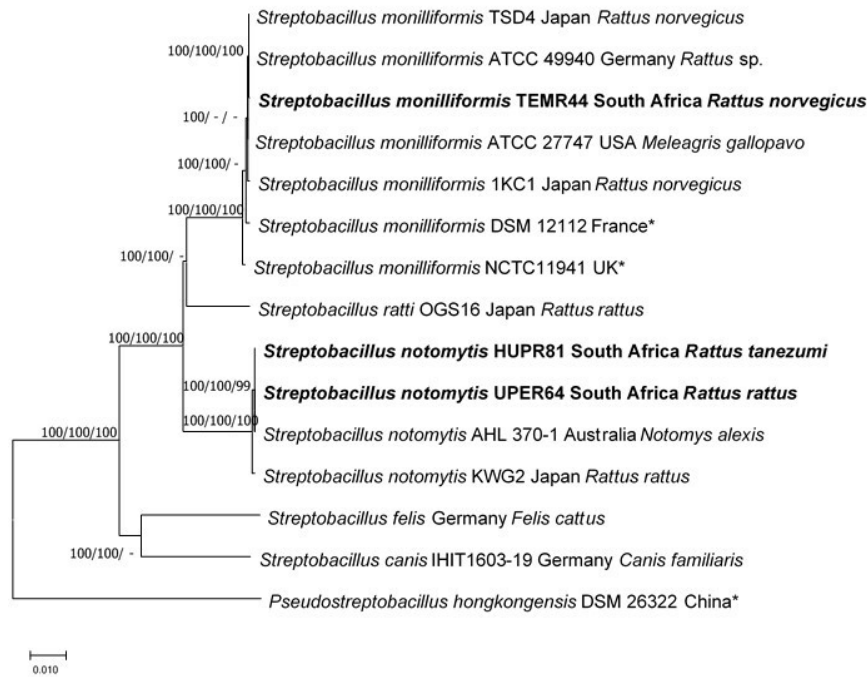 Streptobacillus monilliformis TSD4 Japan Rattus norvegicus
100/100/100
Streptobacillus monilliformis ATCC 49940 Germany Rattus sp.
Streptobacillus monilliformis TEMR44 South Africa Rattus norvegicus
100/ - / -
Streptobacillus monilliformis ATCC 27747 USA Meleagris gallopavo
100/100/ -
Streptobacillus monilliformis 1KC1 Japan Rattus norvegicus
100/100/100
Streptobacillus monilliformis DSM 12112 France*
100/100/ -
Streptobacillus monilliformis NCTC11941 UK*
Streptobacillus ratti OGS16 Japan Rattus rattus
100/100/100
Streptobacillus notomytis HUPR81 South Africa Rattus tanezumi
100/100/99
Streptobacillus notomytis UPER64 South Africa Rattus rattus
100/100/100
100/100/100
Streptobacillus notomytis AHL 370-1 Australia Notomys alexis
Streptobacillus notomytis KWG2 Japan Rattus rattus
Streptobacillus felis Germany Felis cattus
100/100/ -
Streptobacillus canis IHIT1603-19 Germany Canis familiaris
Pseudostreptobacillus hongkongensis DSM 26322 China*
0.010